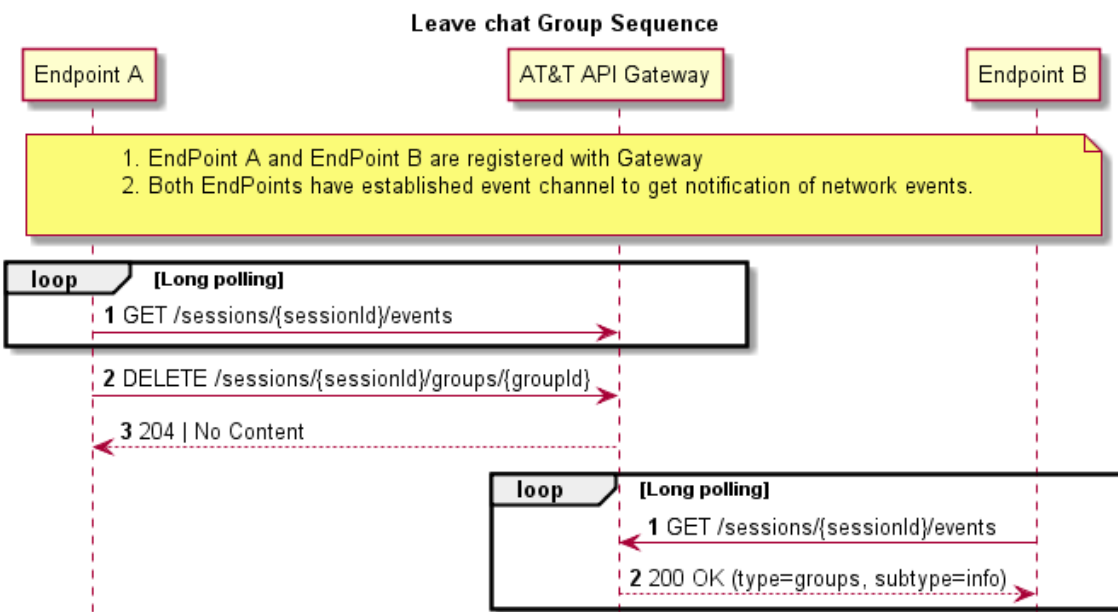 Leave chat Group Sequence
Endpoint A
AT&T API Gateway
Endpoint B
1. EndPoint A and EndPoint B are registered with Gateway
2. Both EndPoints have established event channel to get notification of network events.
loop [Long polling]
1 GET /sessions/{sessionId}/events
2 DELETE /sessions/{sessionId}/groups/{groupId}
3 204 | No Content
loop [Long polling]
1 GET /sessions/{sessionId}/events
2 200 OK (type=groups, subtype=info)